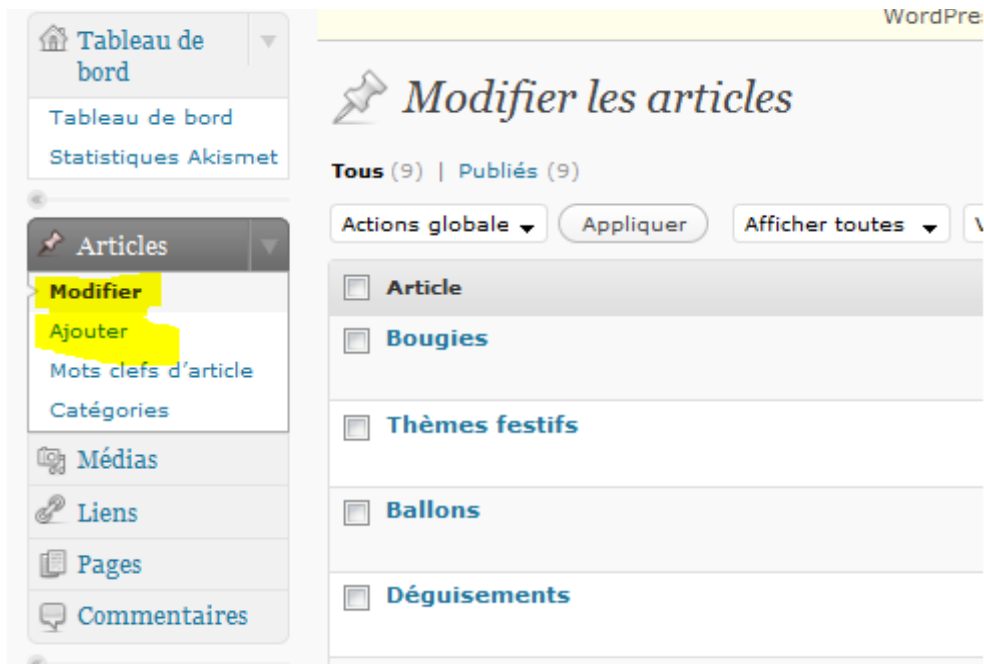 WordPre
Tableau de
bord
Tableau de bord
Statistiques Akismet
Articles
Modifier
Ajouter
Mots clefs d'article
Catégories
Médias
Liens
Pages
Commentaires
Modifier les articles
Tous (9) | Publiés (9)
Actions globale Appliquer Afficher toutes V
Article
Bougies
Thèmes festifs
Ballons
Déguisements